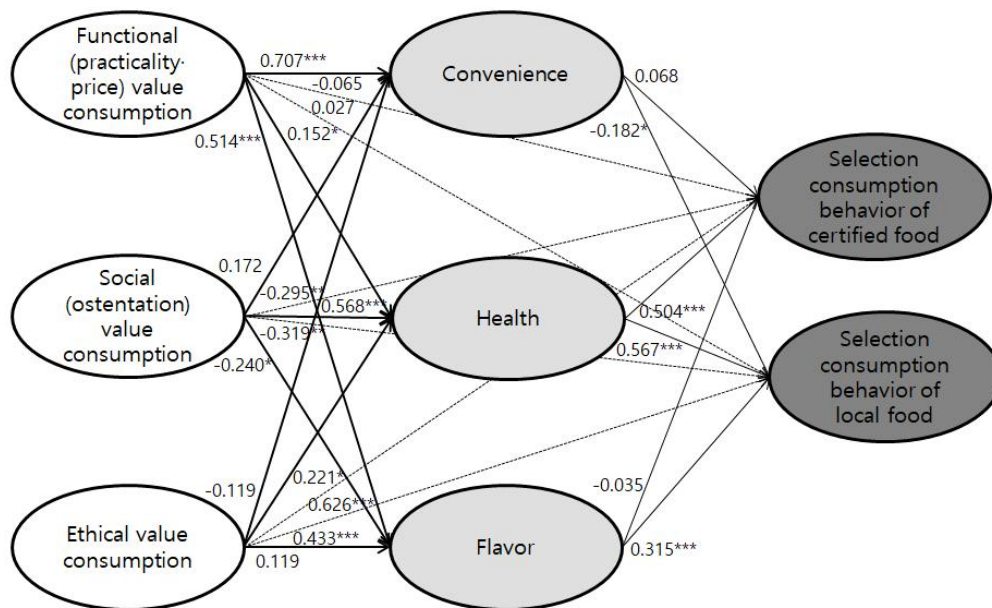 Functional
(practicality·
price) value
consumption
0.707***
-0.065
0.027
0.152*
0.514***
Convenience
0.068
-0.182*
Selection
consumption
behavior of
certified food
Social
(ostentation)
value
consumption
0.172
-0.295**
0.568***
-0.319**
-0.240*
Health
0.504***
0.567***
Selection
consumption
behavior of
local food
Ethical value
consumption
-0.119
0.221*
0.626***
0.433***
0.119
Flavor
-0.035
0.315***